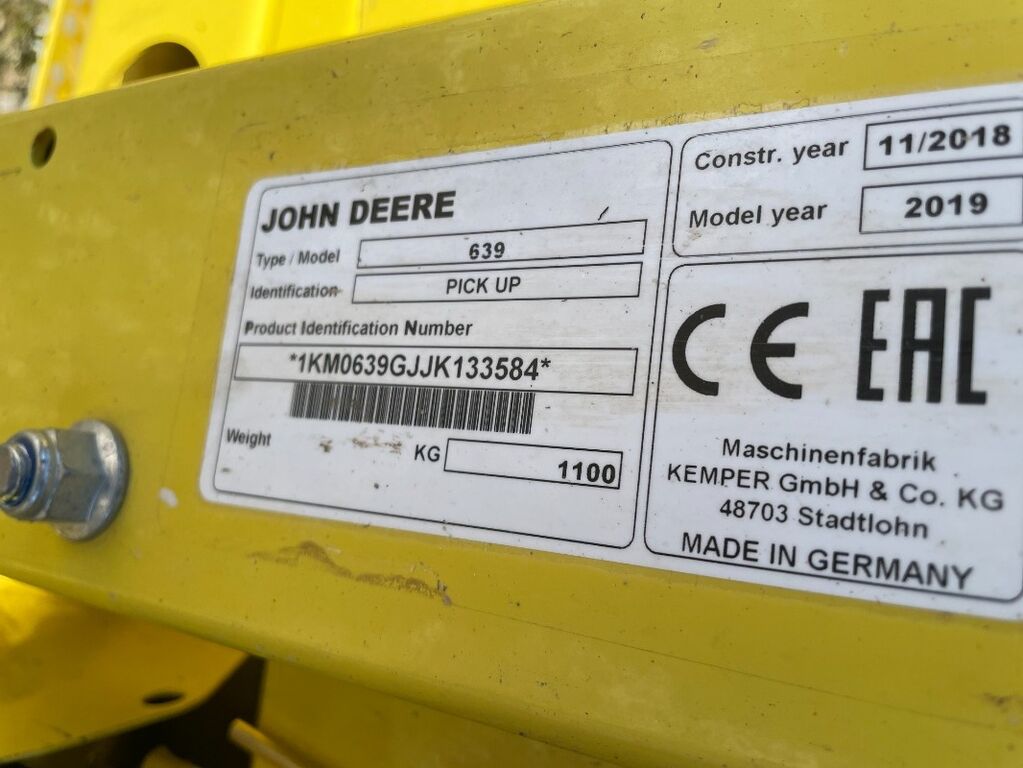 JOHN DEERE
Type / Model 639
Identification PICK UP
Product Identification Number
*1KM0639GJJK133584*
Weight KG 1100
Constr. year 11/2018
Model year 2019
CE EAC
Maschinenfabrik
KEMPER GmbH & Co. KG
48703 Stadtlohn
MADE IN GERMANY